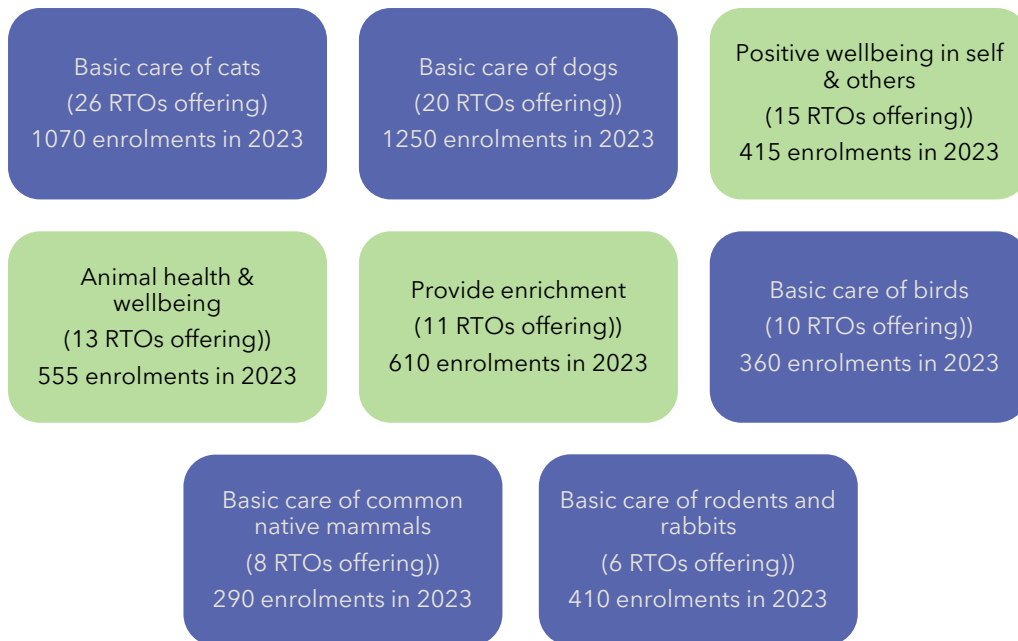 Basic care of cats
(26 RTOs offering)
1070 enrolments in 2023
Basic care of dogs
(20 RTOs offering))
1250 enrolments in 2023
Positive wellbeing in self
& others
(15 RTOs offering))
415 enrolments in 2023
Animal health &
wellbeing
(13 RTOs offering))
555 enrolments in 2023
Provide enrichment
(11 RTOs offering))
610 enrolments in 2023
Basic care of birds
(10 RTOs offering))
360 enrolments in 2023
Basic care of common
native mammals
(8 RTOs offering))
290 enrolments in 2023
Basic care of rodents and
rabbits
(6 RTOs offering))
410 enrolments in 2023